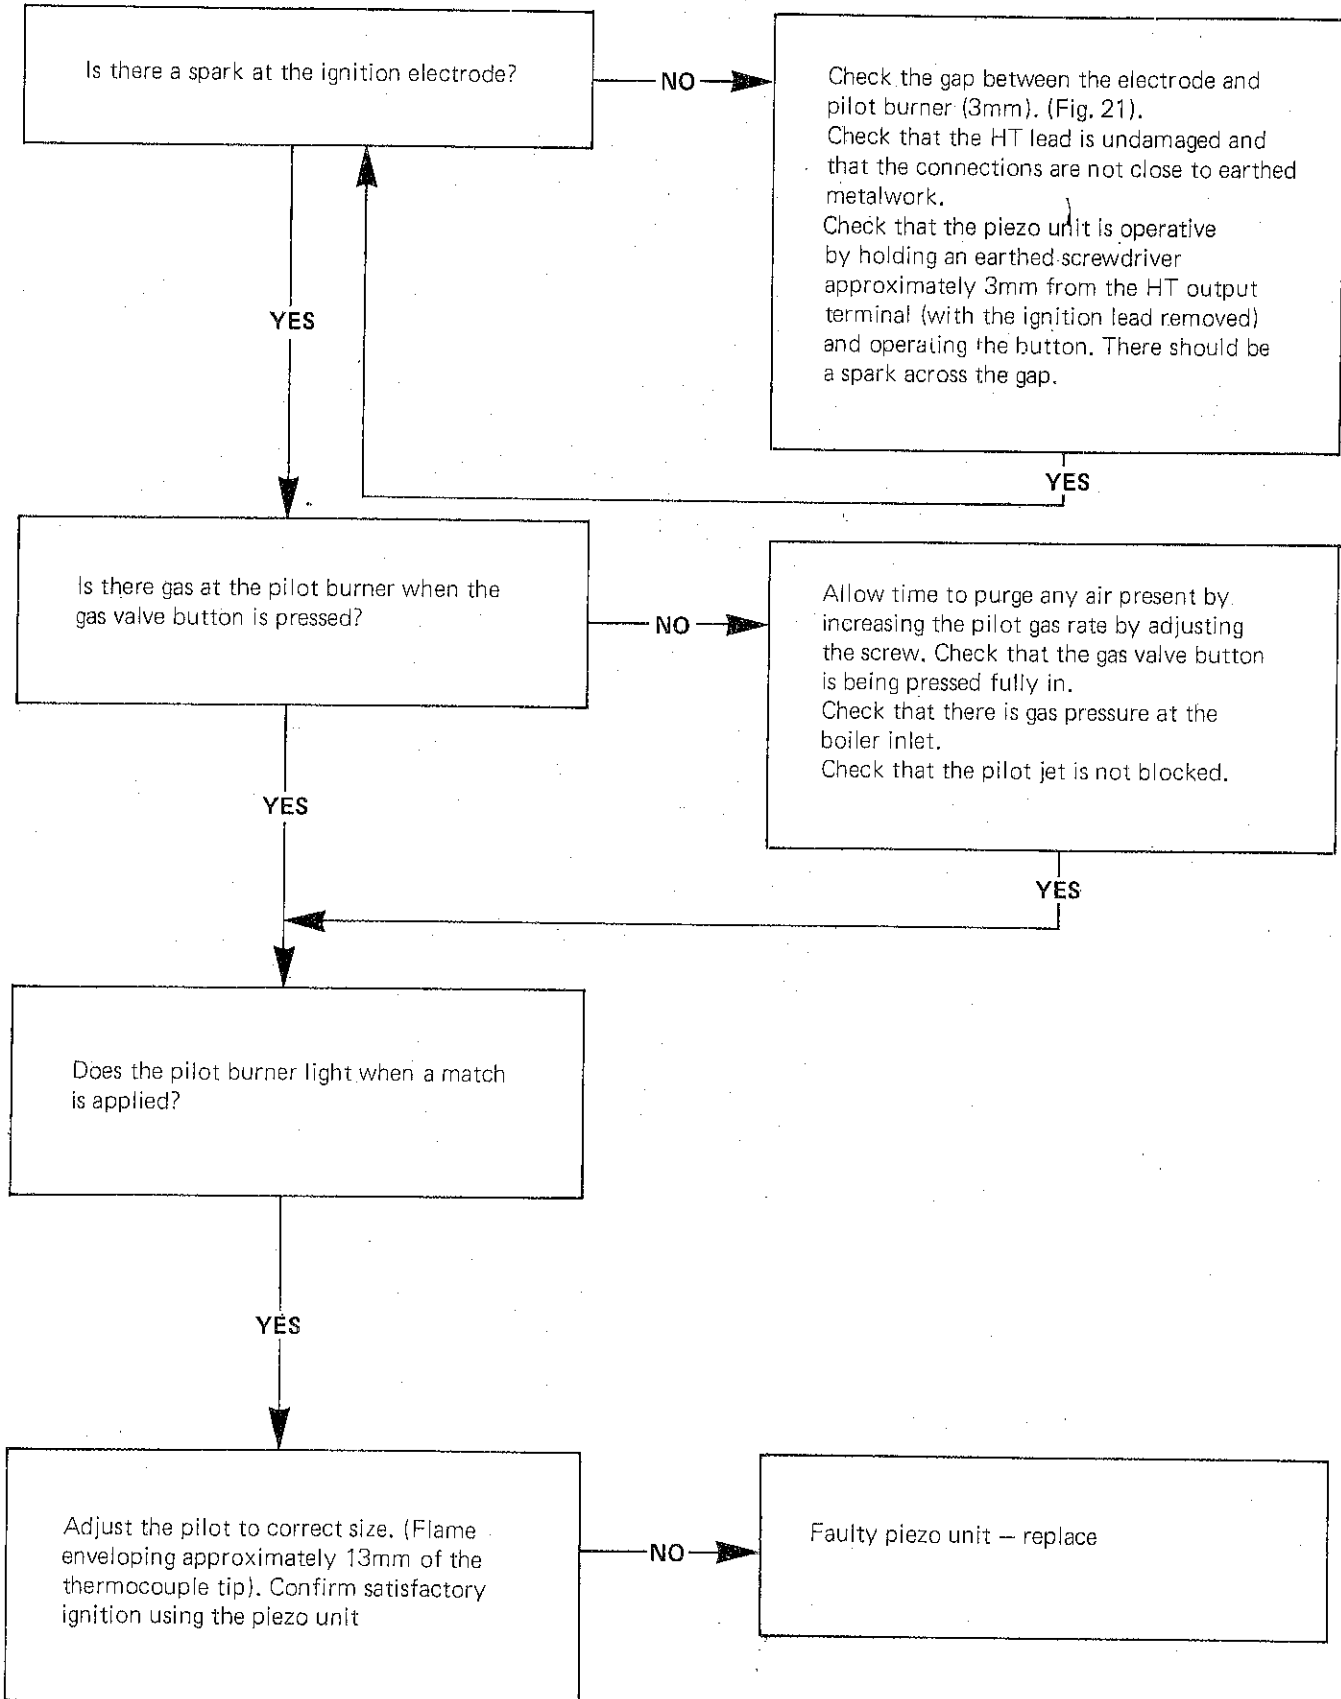 Is there a spark at the ignition electrode?
NO
Check the gap between the electrode and
pilot burner (3mm). (Fig. 21).
Check that the HT lead is undamaged and
that the connections are not close to earthed
metalwork.
Check that the piezo unit is operative
by holding an earthed screwdriver
approximately 3mm from the HT output
terminal (with the ignition lead removed)
and operating the button. There should be
a spark across the gap.
YES
YES
Is there gas at the pilot burner when the
gas valve button is pressed?
NO
Allow time to purge any air present by
increasing the pilot gas rate by adjusting
the screw. Check that the gas valve button
is being pressed fully in.
Check that there is gas pressure at the
boiler inlet.
Check that the pilot jet is not blocked.
YES
YES
Does the pilot burner light when a match
is applied?
YES
Adjust the pilot to correct size. (Flame
enveloping approximately 13mm of the
thermocouple tip). Confirm satisfactory
ignition using the piezo unit
NO
Faulty piezo unit — replace